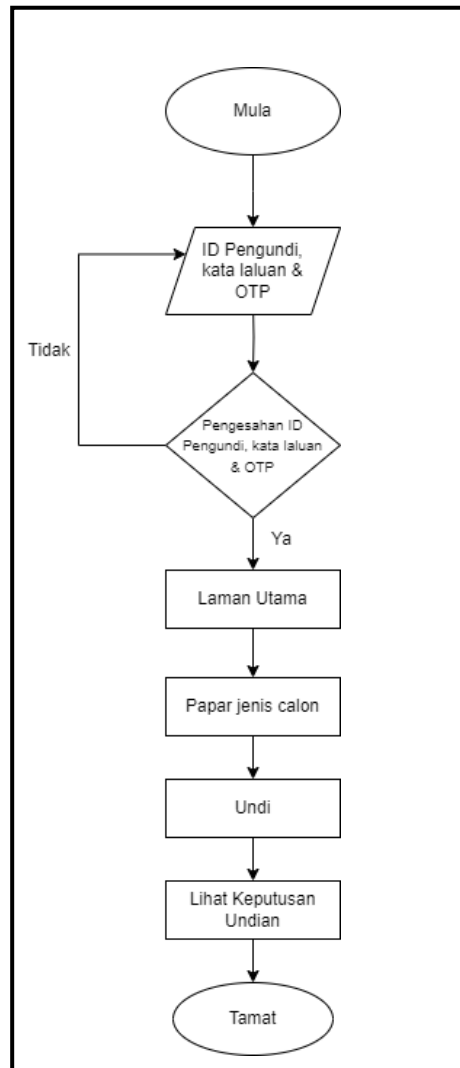 Mula
ID Pengundi,
kata laluan &
OTP
Tidak
Pengesahan ID
Pengundi, kata laluan
& OTP
Ya
Laman Utama
Papar jenis calon
Undi
Lihat Keputusan
Undian
Tamat